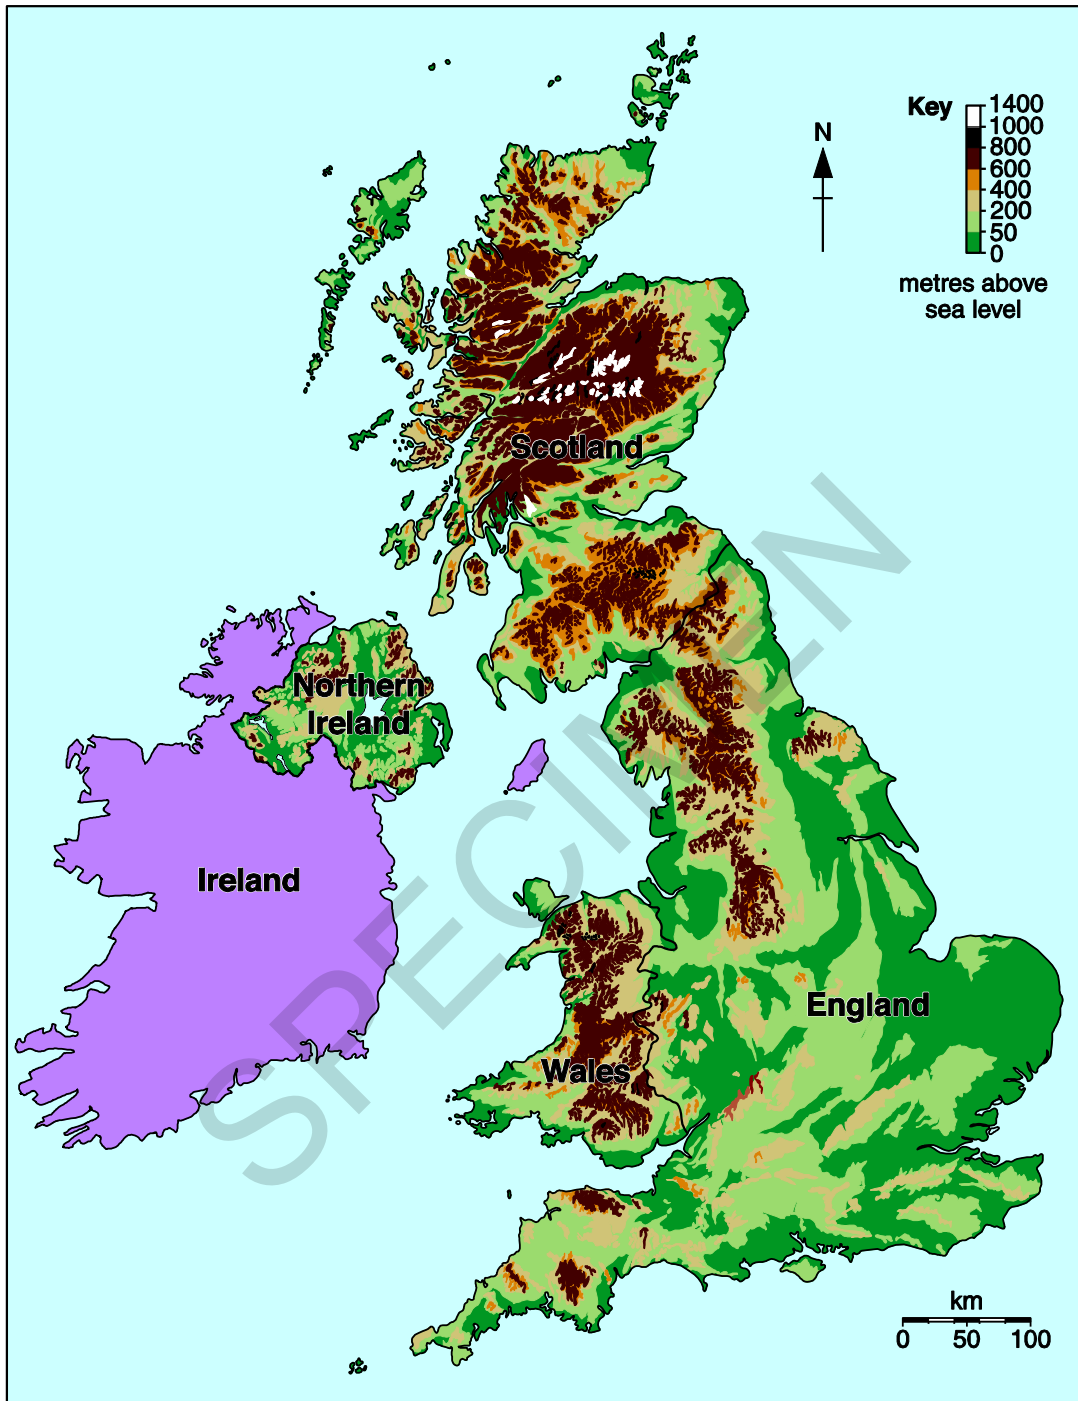 Key
1400
1000
800
600
400
200
50
0
metres above
sea level
N
Scotland
Northern
Ireland
Ireland
England
Wales
SPECIMEN
km
0 50 100